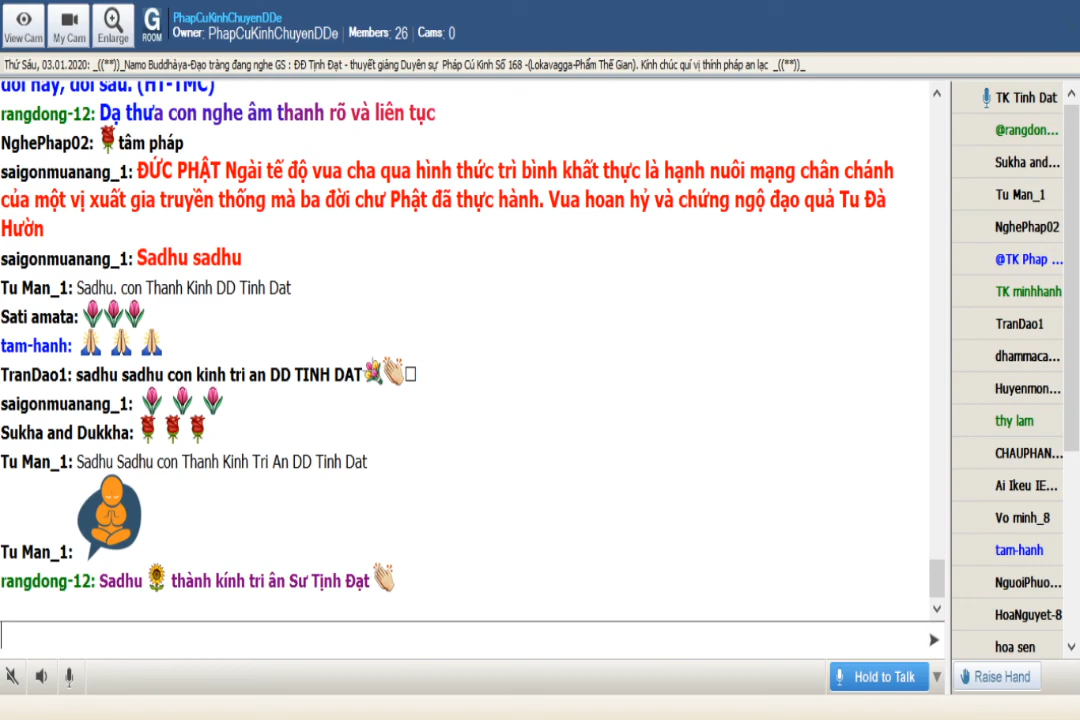 View Cam
My Cam
Enlarge
G ROOM
PhapCuKinhChuyenDDe
Owner: PhapCuKinhChuyenDDe | Members: 26 | Cams: 0
Thứ Sáu, 03.01.2020: _((**))_Namo Buddhàya-Đạo tràng đang nghe GS : ĐĐ Tịnh Đạt - thuyết giảng Duyên sự Pháp Cú Kinh Số 168 -(Lokavagga-Phẩm Thế Gian). Kính chúc quí vị thính pháp an lạc _((**))_
đời này, đời sau. (HT-TMC)
rangdong-12: Dạ thưa con nghe âm thanh rõ và liên tục
NghePhap02: tâm pháp
saigonmuanang_1: ĐỨC PHẬT Ngài tế độ vua cha qua hình thức trì bình khất thực là hạnh nuôi mạng chân chánh
của một vị xuất gia truyền thống mà ba đời chư Phật đã thực hành. Vua hoan hỷ và chứng ngộ đạo quả Tu Đà
Hườn
saigonmuanang_1: Sadhu sadhu
Tu Man_1: Sadhu. con Thanh Kinh DD Tinh Dat
Sati amata:
tam-hanh:
TranDao1: sadhu sadhu con kinh tri an DD TINH DAT
saigonmuanang_1:
Sukha and Dukkha:
Tu Man_1: Sadhu Sadhu con Thanh Kinh Tri An DD Tinh Dat
Tu Man_1:
rangdong-12: Sadhu thành kính tri ân Sư Tịnh Đạt
Hold to Talk
TK Tinh Dat
@rangdon...
Sukha and...
Tu Man_1
NghePhap02
@TK Phap ...
TK minhhanh
TranDao1
dhammaca...
Huyenmon...
thy lam
CHAUPHAN...
Ai Ikeu IE...
Vo minh_8
tam-hanh
NguoiPhuo...
HoaNguyet-8
hoa sen
Raise Hand